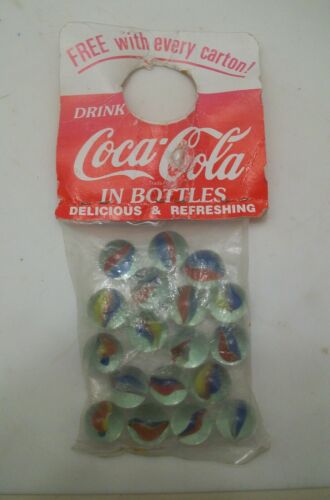 FREE with every carton!
DRINK
Coca-Cola
IN BOTTLES
DELICIOUS & REFRESHING